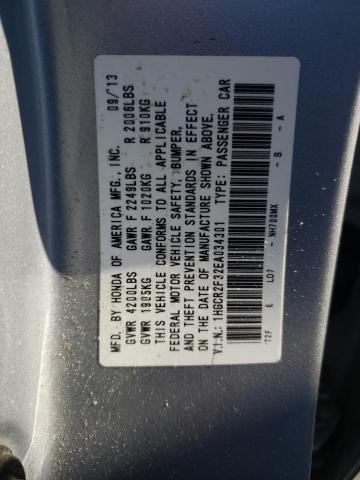 MFD. BY HONDA OF AMERICA MFG., INC. 09/'13
GVWR 4200LBS GAWR F 2249LBS R 2006LBS
GVWR 1905KG GAWR F 1020KG R 910KG
THIS VEHICLE CONFORMS TO ALL APPLICABLE
FEDERAL MOTOR VEHICLE SAFETY, BUMPER,
AND THEFT PREVENTION STANDARDS IN EFFECT
ON THE DATE OF MANUFACTURE SHOWN ABOVE.
V.I.N.: 1HGCR2F32EA034301 TYPE: PASSENGER CAR
T2F E LD7 NH700MX - B - A